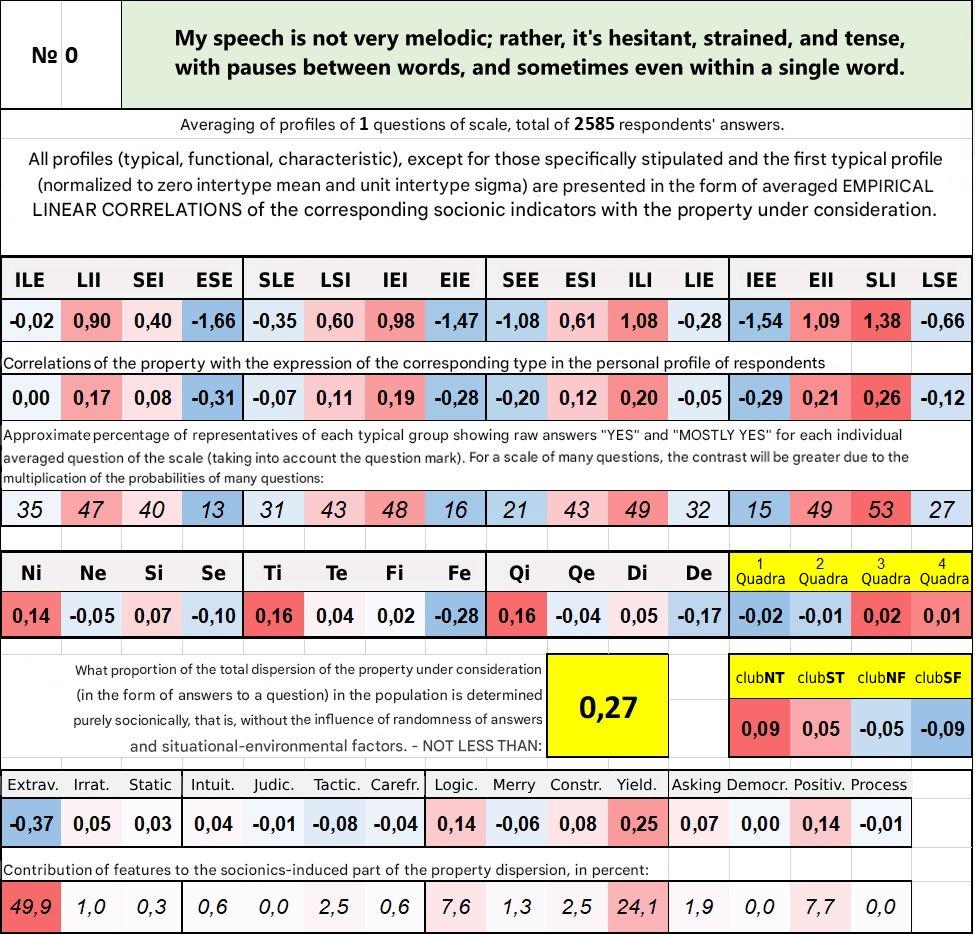 № 0
My speech is not very melodic; rather, it's hesitant, strained, and tense,
with pauses between words, and sometimes even within a single word.
Averaging of profiles of 1 questions of scale, total of 2585 respondents' answers.
All profiles (typical, functional, characteristic), except for those specifically stipulated and the first typical profile
(normalized to zero intertype mean and unit intertype sigma) are presented in the form of averaged EMPIRICAL
LINEAR CORRELATIONS of the corresponding socionic indicators with the property under consideration.
ILE LII SEI ESE SLE LSI IEI EIE SEE ESI ILI LIE IEE EII SLI LSE
-0,02 0,90 0,40 -1,66 -0,35 0,60 0,98 -1,47 -1,08 0,61 1,08 -0,28 -1,54 1,09 1,38 -0,66
Correlations of the property with the expression of the corresponding type in the personal profile of respondents
0,00 0,17 0,08 -0,31 -0,07 0,11 0,19 -0,28 -0,20 0,12 0,20 -0,05 -0,29 0,21 0,26 -0,12
Approximate percentage of representatives of each typical group showing raw answers "YES" and "MOSTLY YES" for each individual
averaged question of the scale (taking into account the question mark). For a scale of many questions, the contrast will be greater due to the
multiplication of the probabilities of many questions:
35 47 40 13 31 43 48 16 21 43 49 32 15 49 53 27
Ni Ne Si Se Ti Te Fi Fe Qi Qe Di De 1 Quadra 2 Quadra 3 Quadra 4 Quadra
0,14 -0,05 0,07 -0,10 0,16 0,04 0,02 -0,28 0,16 -0,04 0,05 -0,17 -0,02 -0,01 0,02 0,01
What proportion of the total dispersion of the property under consideration
(in the form of answers to a question) in the population is determined
purely socionically, that is, without the influence of randomness of answers
and situational-environmental factors. - NOT LESS THAN:
0,27
clubNT clubST clubNF clubSF
0,09 0,05 -0,05 -0,09
Extrav. Irrat. Static Intuit. Judic. Tactic. Carefr. Logic. Merry Constr. Yield. Asking Democr. Positiv. Process
-0,37 0,05 0,03 0,04 -0,01 -0,08 -0,04 0,14 -0,06 0,08 0,25 0,07 0,00 0,14 -0,01
Contribution of features to the socionics-induced part of the property dispersion, in percent:
49,9 1,0 0,3 0,6 0,0 2,5 0,6 7,6 1,3 2,5 24,1 1,9 0,0 7,7 0,0